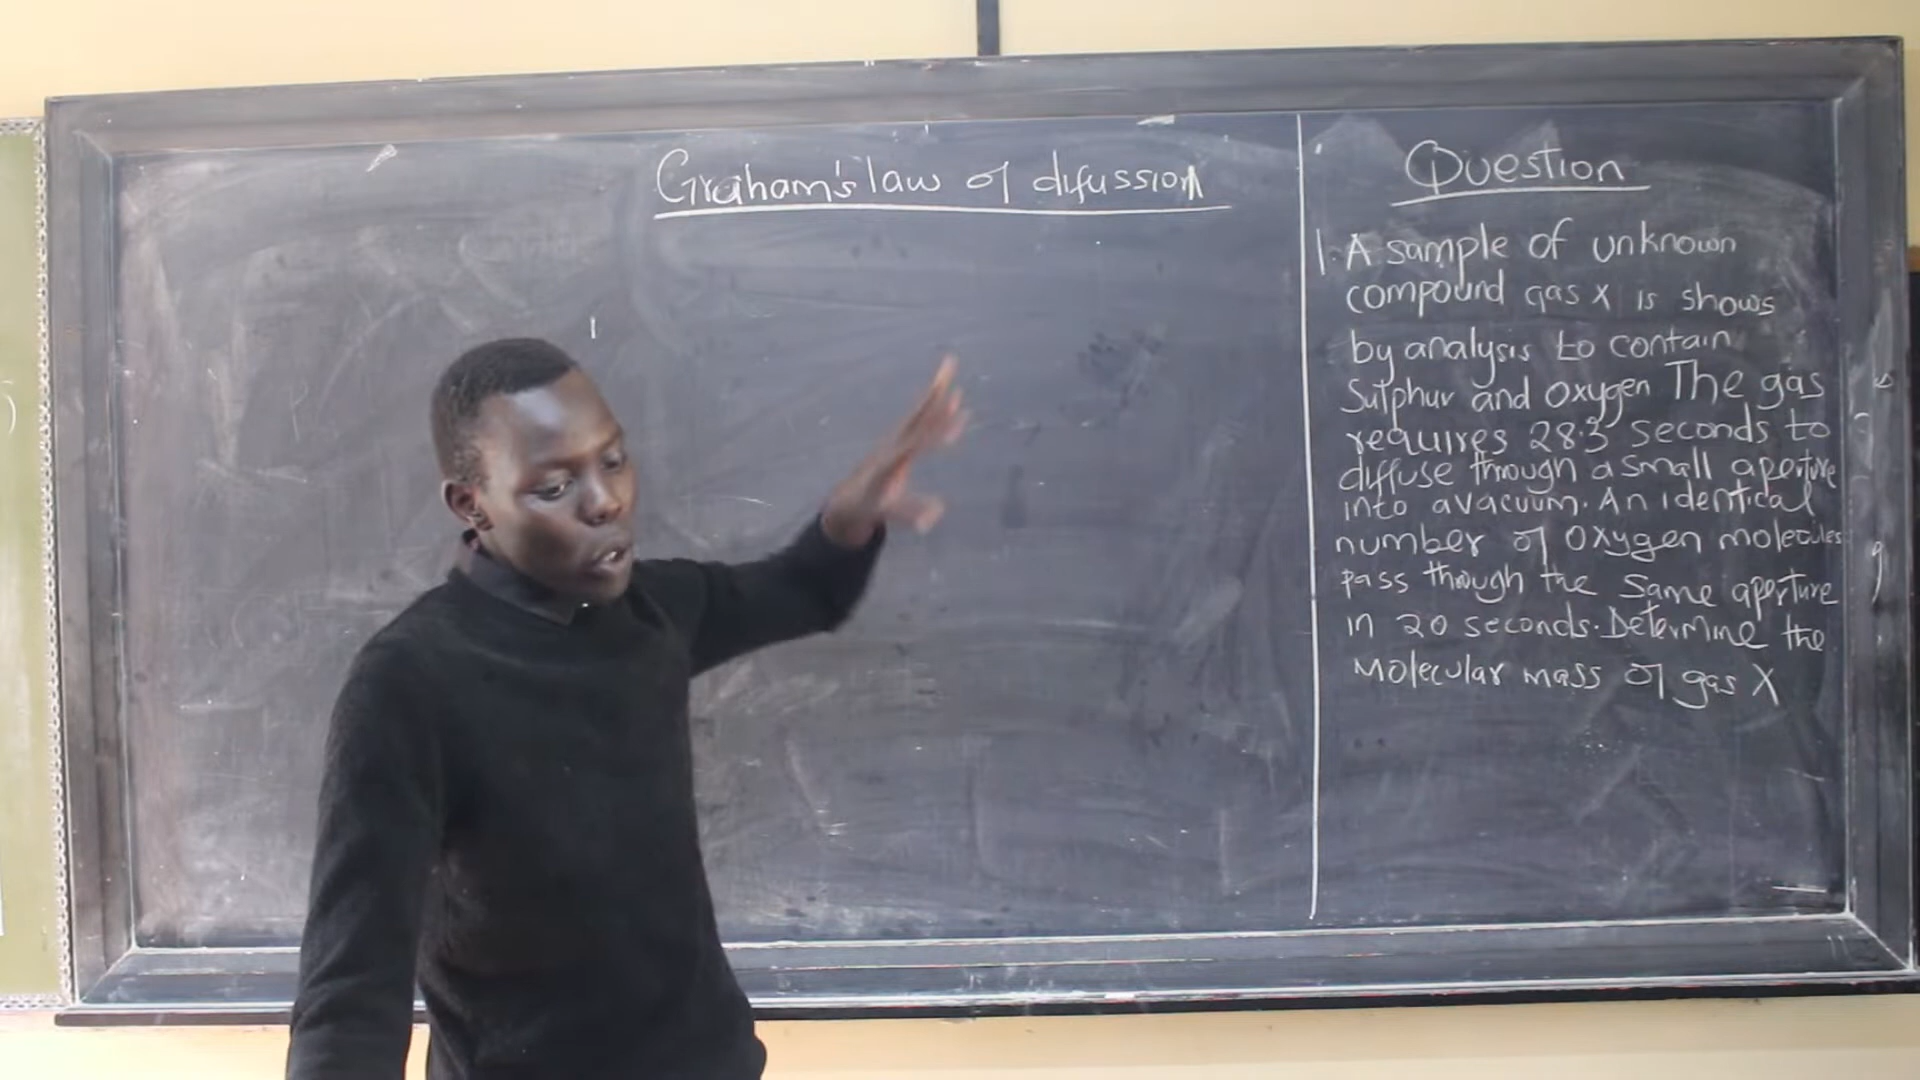 Graham's law of difussion
Question
1. A sample of unknown
compound gas X is shows
by analysis to contain
Sulphur and Oxygen The gas
requires 28.3 seconds to
diffuse through a small aperture
into a vacuum. An identical
number of Oxygen molecules
pass through the same aperture
in 20 seconds. Determine the
Molecular mass of gas X